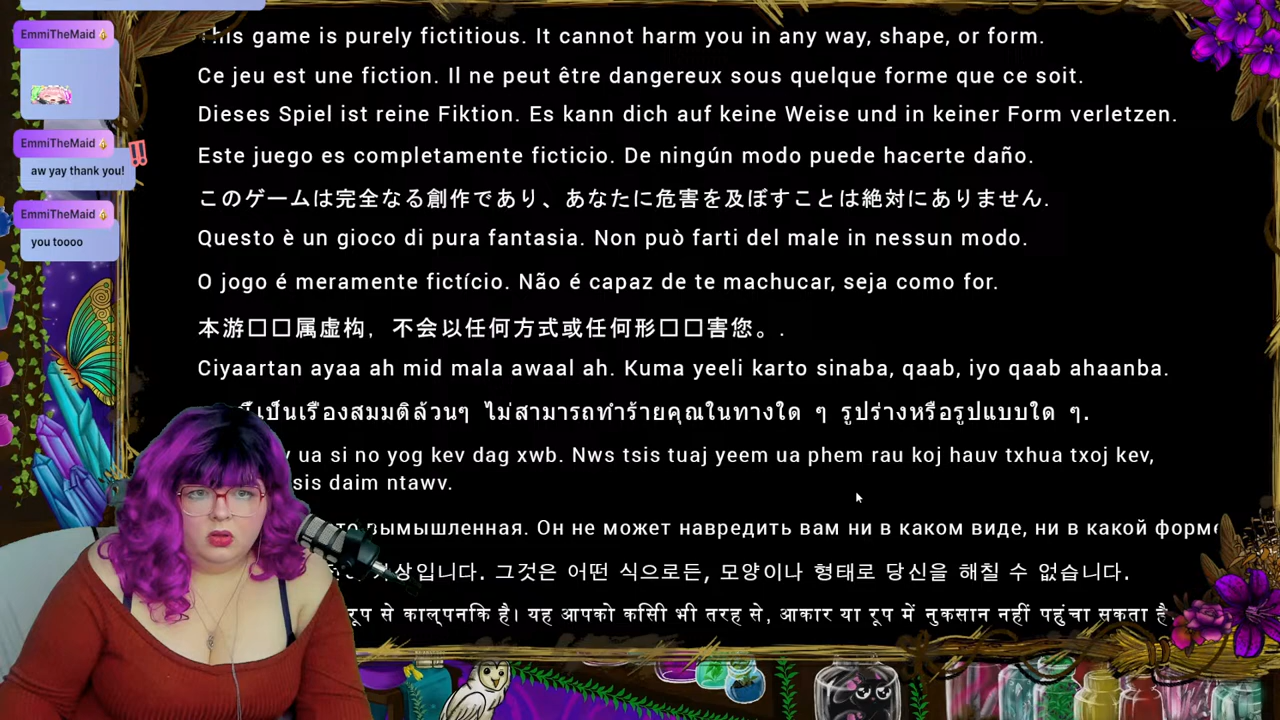 EmmiTheMaid
EmmiTheMaid
aw yay thank you!
EmmiTheMaid
you toooo
This game is purely fictitious. It cannot harm you in any way, shape, or form.
Ce jeu est une fiction. Il ne peut être dangereux sous quelque forme que ce soit.
Dieses Spiel ist reine Fiktion. Es kann dich auf keine Weise und in keiner Form verletzen.
Este juego es completamente ficticio. De ningún modo puede hacerte daño.
このゲームは完全なる創作であり、あなたに危害を及ぼすことは絶対にありません.
Questo è un gioco di pura fantasia. Non può farti del male in nessun modo.
O jogo é meramente fictício. Não é capaz de te machucar, seja como for.
本游□□属虚构，不会以任何方式或任何形□□害您。.
Ciyaartan ayaa ah mid mala awaal ah. Kuma yeeli karto sinaba, qaab, iyo qaab ahaanba.
เป็นเรื่องสมมติล้วนๆ ไม่สามารถทำร้ายคุณในทางใด ๆ รูปร่างหรือรูปแบบใด ๆ.
ua si no yog kev dag xwb. Nws tsis tuaj yeem ua phem rau koj hauv txhua txoj kev,
sis daim ntawv.
вымышленная. Он не может навредить вам ни в каком виде, ни в какой форме
상입니다. 그것은 어떤 식으로든, 모양이나 형태로 당신을 해칠 수 없습니다.
रूप से काल्पनिक है। यह आपको किसी भी तरह से, आकार या रूप में नुकसान नहीं पहुंचा सकता है.